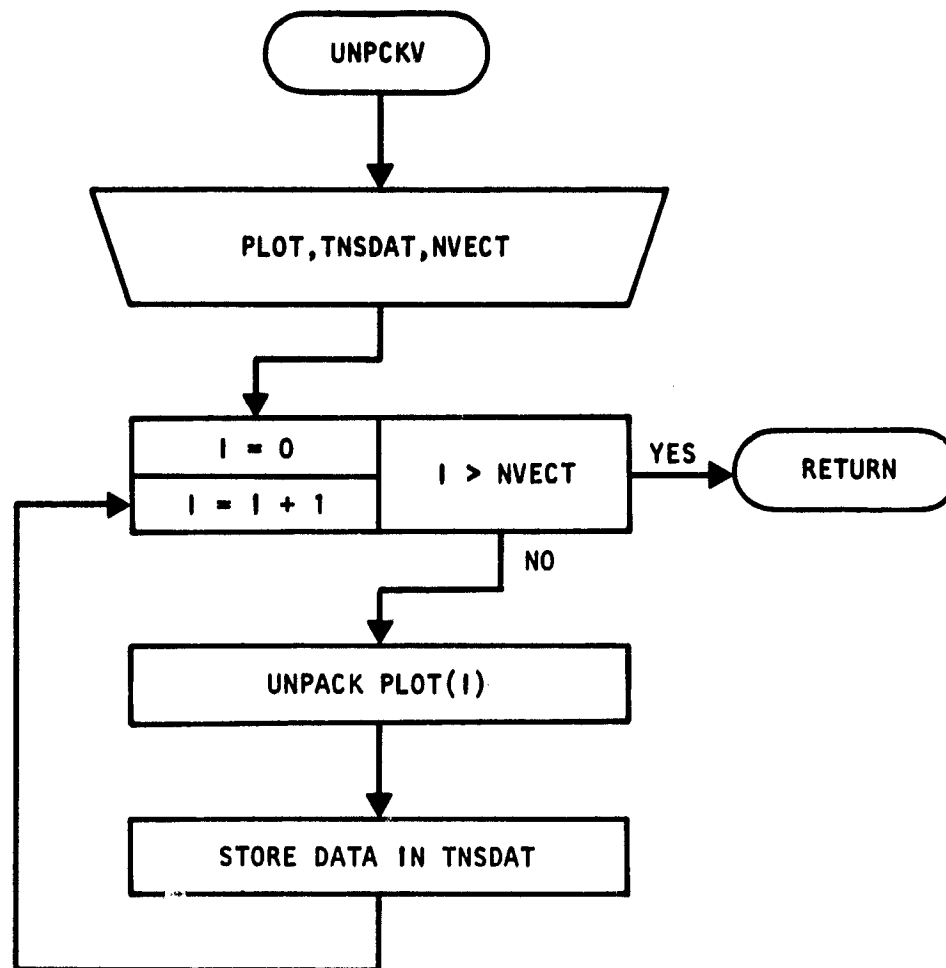 UNPCKV
PLOT,TNSDAT,NVECT
I = 0
I = I + 1
I > NVECT
YES
RETURN
NO
UNPACK PLOT(I)
STORE DATA IN TNSDAT